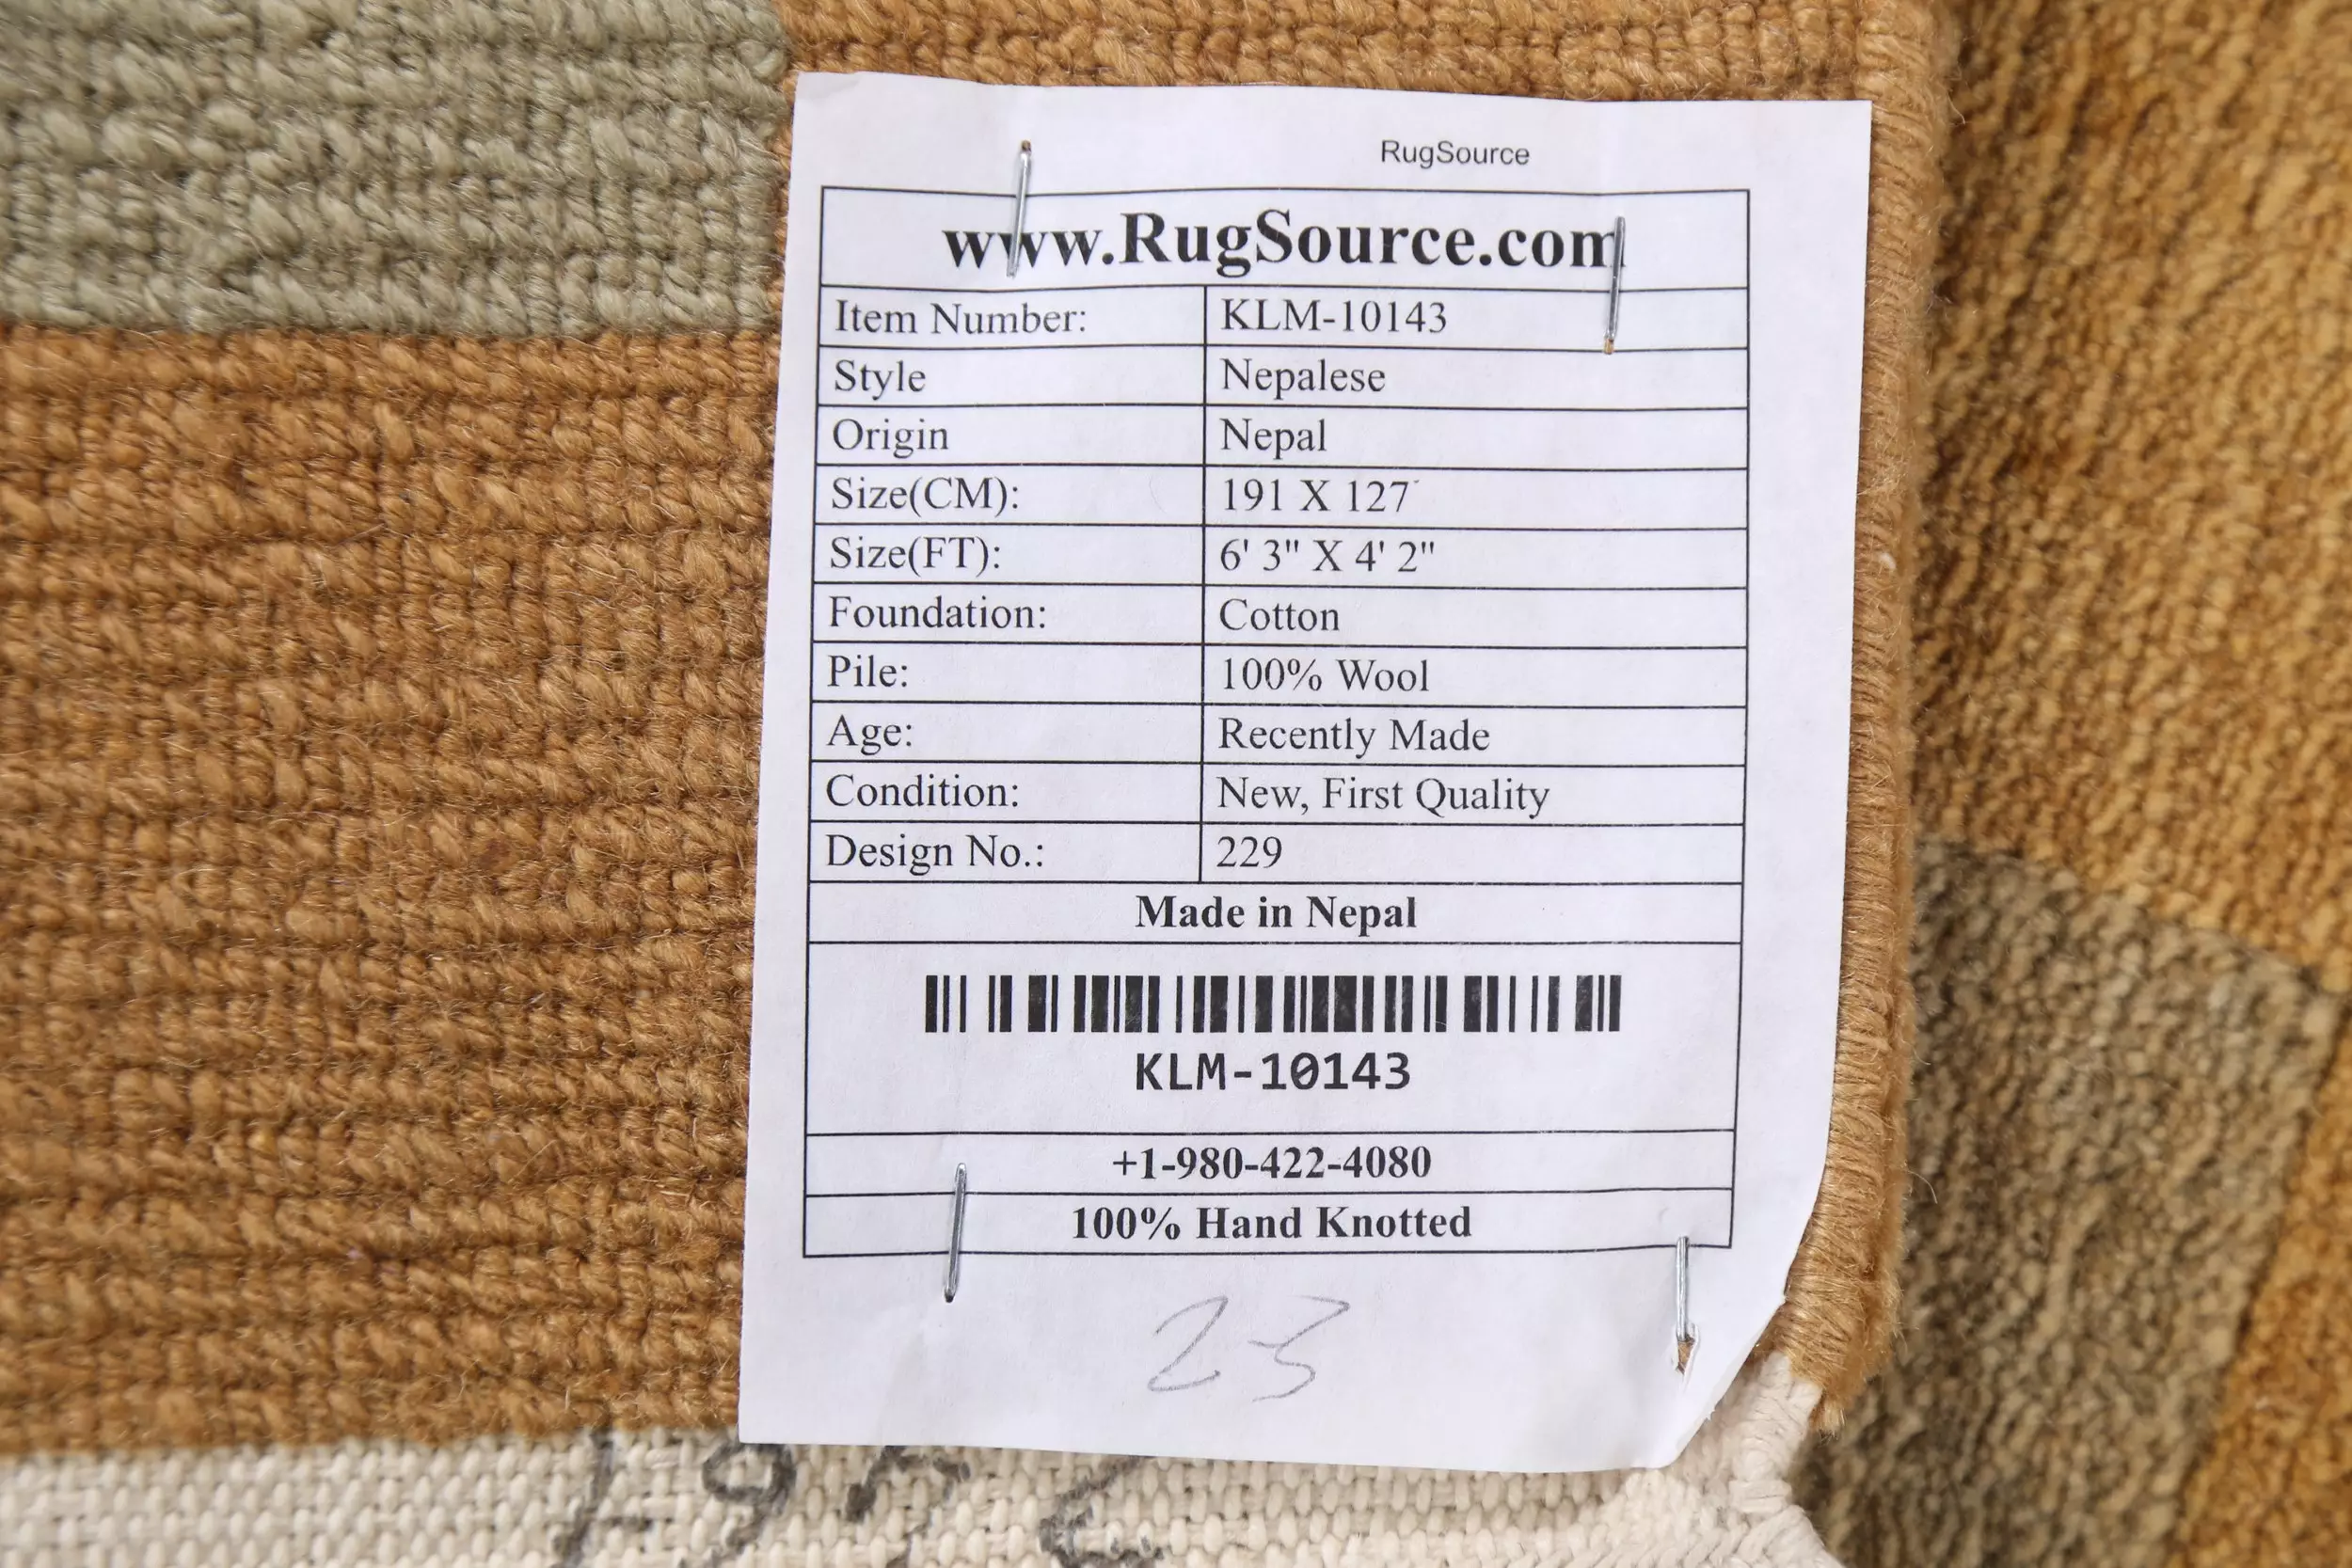 RugSource
www.RugSource.com
Item Number: KLM-10143
Style Nepalese
Origin Nepal
Size(CM): 191 X 127
Size(FT): 6' 3" X 4' 2"
Foundation: Cotton
Pile: 100% Wool
Age: Recently Made
Condition: New, First Quality
Design No.: 229
Made in Nepal
KLM-10143
+1-980-422-4080
100% Hand Knotted
23